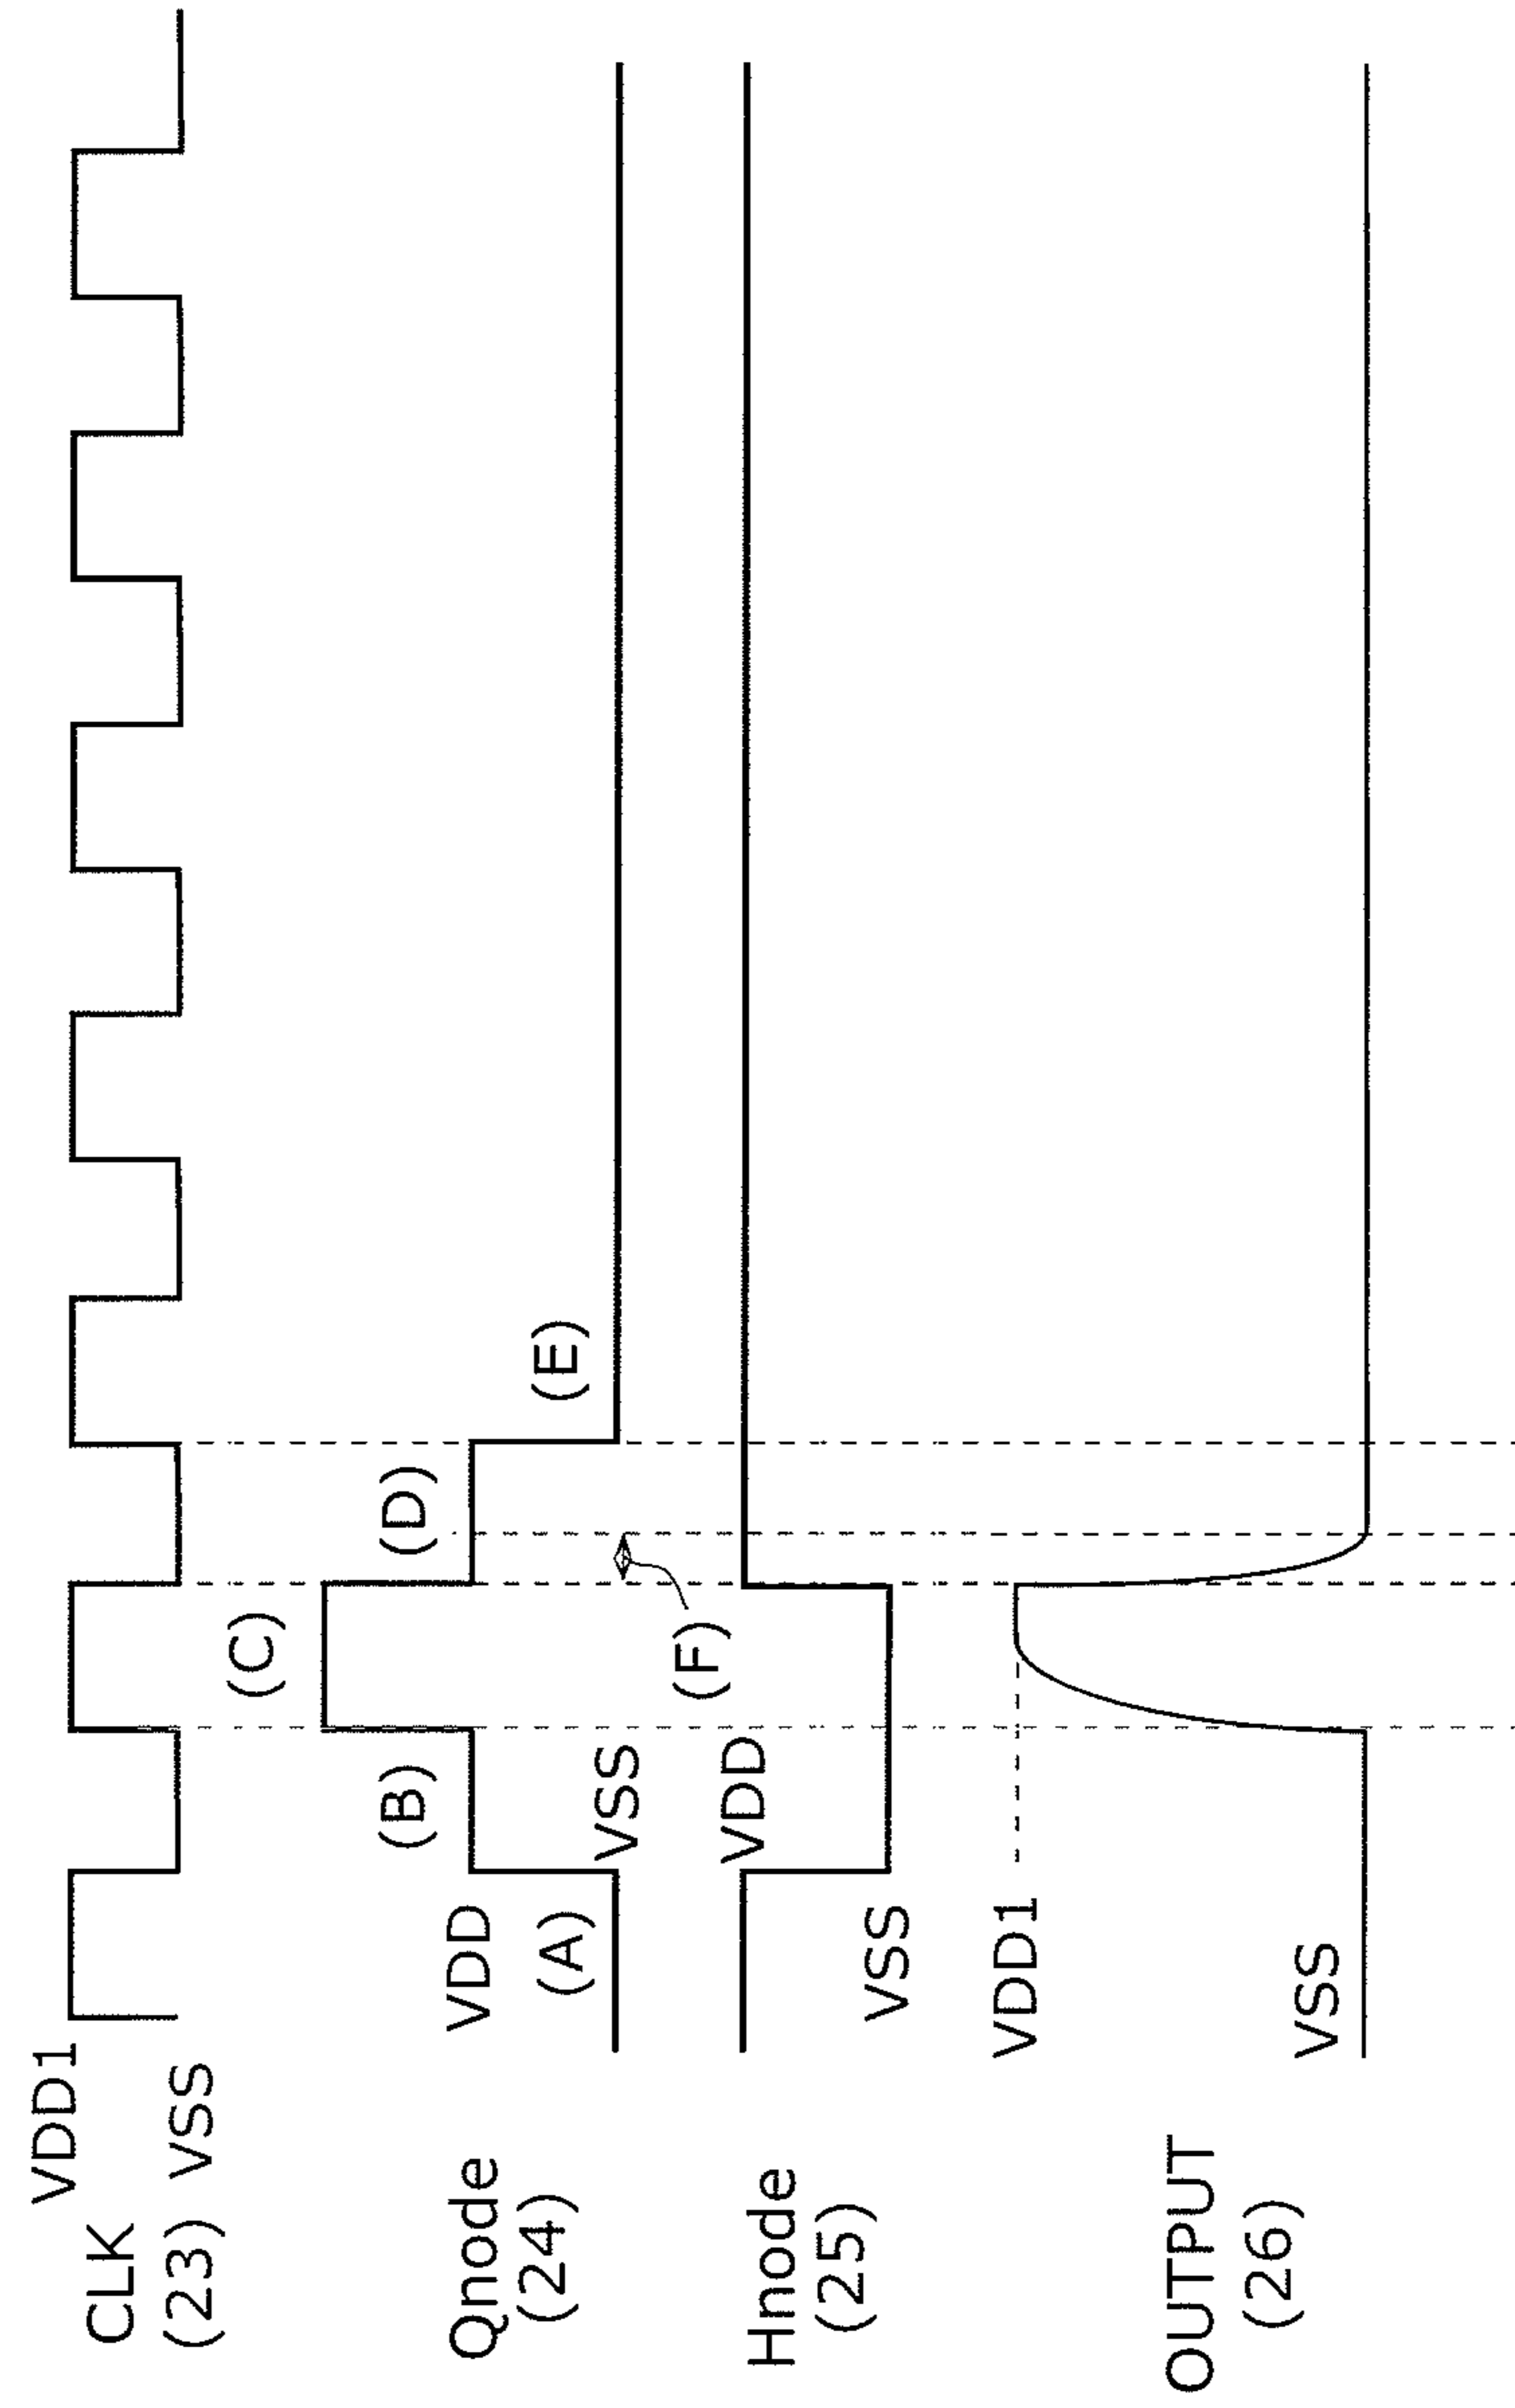 VDD1
CLK
(23) VSS
(C)
VDD
(B)
(D)
Qnode
(24)
(A)
VSS
(E)
(F)
VDD
Hnode
(25)
VSS
VDD1
OUTPUT
(26)
VSS